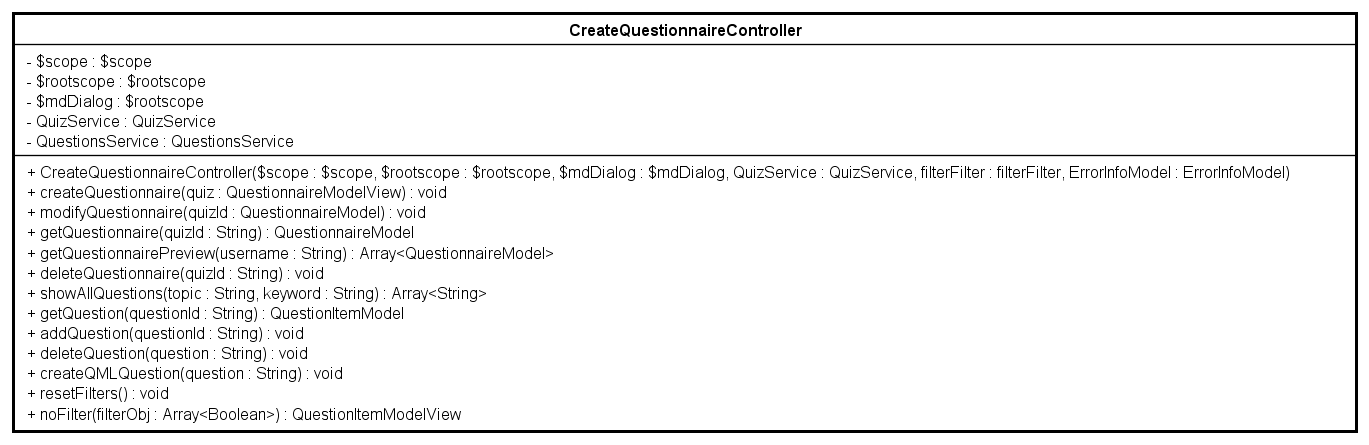 CreateQuestionnaireController
- $scope : $scope
- $rootscope : $rootscope
- $mdDialog : $rootscope
- QuizService : QuizService
- QuestionsService : QuestionsService
+ CreateQuestionnaireController($scope : $scope, $rootscope : $rootscope, $mdDialog : $mdDialog, QuizService : QuizService, filterFilter : filterFilter, ErrorInfoModel : ErrorInfoModel)
+ createQuestionnaire(quiz : QuestionnaireModelView) : void
+ modifyQuestionnaire(quizId : QuestionnaireModel) : void
+ getQuestionnaire(quizId : String) : QuestionnaireModel
+ getQuestionnairePreview(username : String) : Array<QuestionnaireModel>
+ deleteQuestionnaire(quizId : String) : void
+ showAllQuestions(topic : String, keyword : String) : Array<String>
+ getQuestion(questionId : String) : QuestionItemModel
+ addQuestion(questionId : String) : void
+ deleteQuestion(question : String) : void
+ createQMLQuestion(question : String) : void
+ resetFilters() : void
+ noFilter(filterObj : Array<Boolean>) : QuestionItemModelView